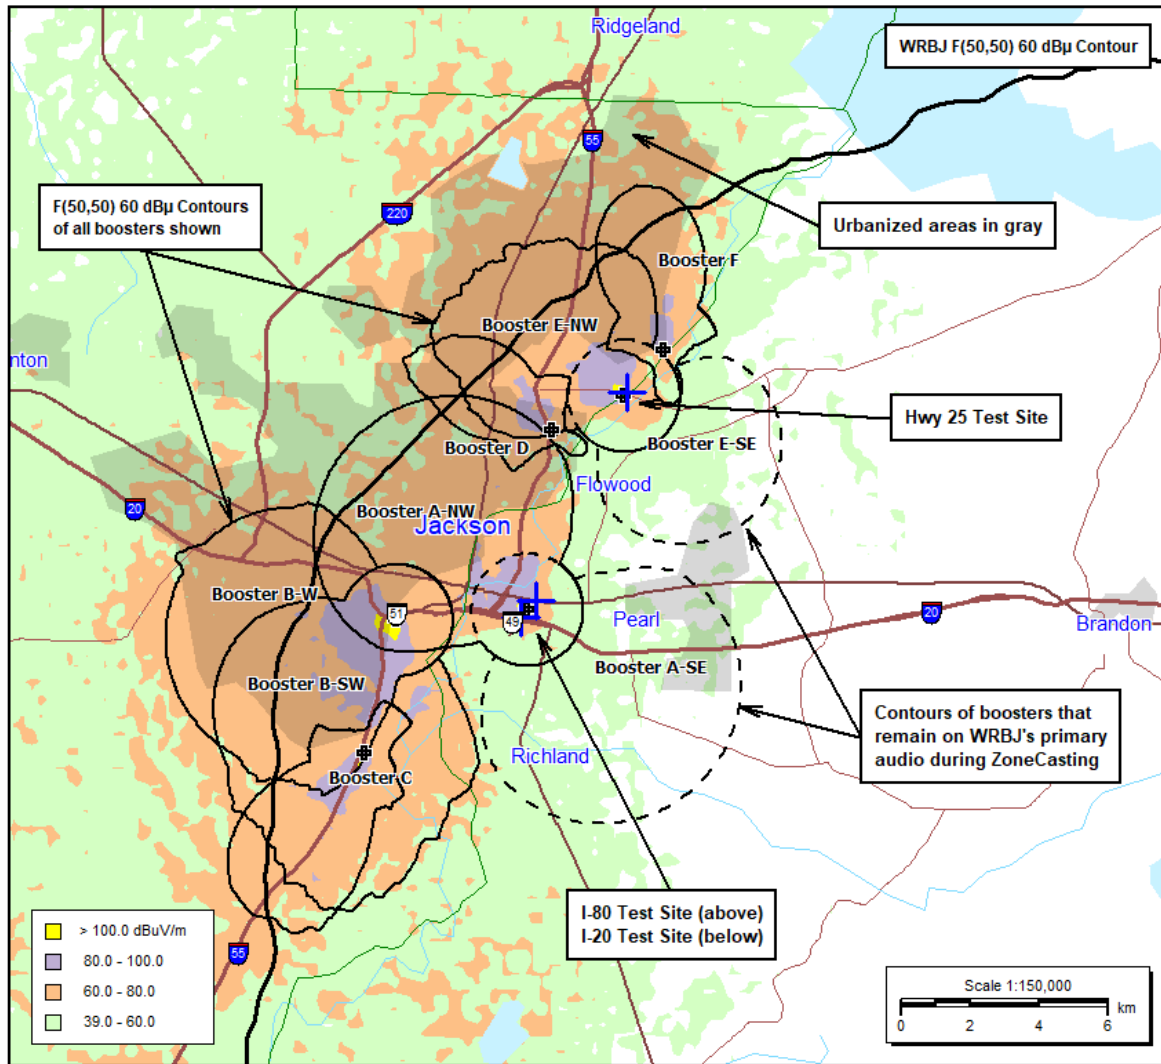 Ridgeland
WRBJ F(50,50) 60 dBµ Contour
55
F(50,50) 60 dBµ Contours
of all boosters shown
220
Urbanized areas in gray
Booster F
Booster E-NW
nton
Hwy 25 Test Site
Booster D
Booster E-SE
Flowood
20
Booster A-NW
Jackson
Booster B-W
51
49
Pearl
20
Brandon
Booster A-SE
Booster B-SW
Contours of boosters that
remain on WRBJ's primary
audio during ZoneCasting
Richland
Booster C
I-80 Test Site (above)
I-20 Test Site (below)
> 100.0 dBuV/m
80.0 - 100.0
60.0 - 80.0
39.0 - 60.0
55
Scale 1:150,000
km
0 2 4 6